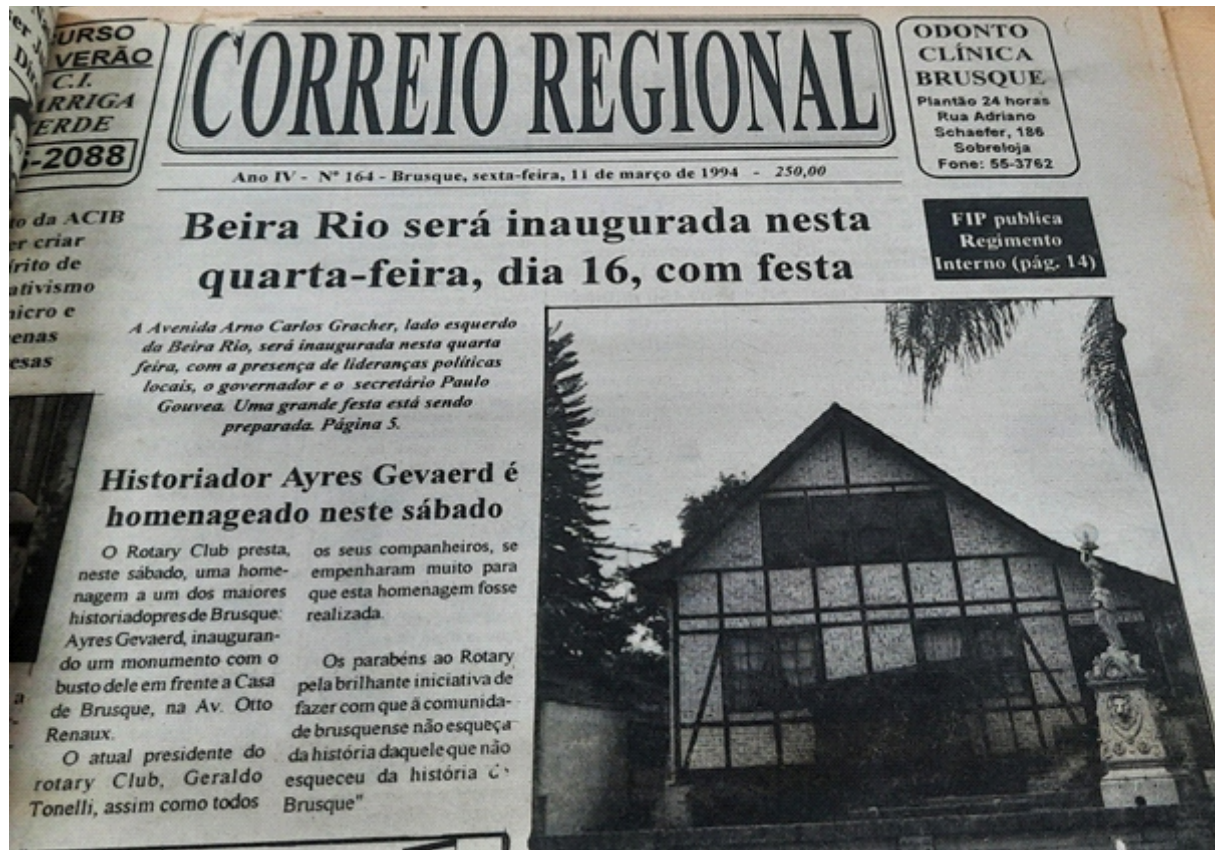 URSO
VERÃO
C.I.
ARRIGA
ERDE
-2088
CORREIO REGIONAL
ODONTO
CLÍNICA
BRUSQUE
Plantão 24 horas
Rua Adriano
Schaefer, 186
Sobreloja
Fone: 55-3762
Ano IV - Nº 164 - Brusque, sexta-feira, 11 de março de 1994 - 250,00
to da ACIB
er criar
írito de
ativismo
micro e
enas
esas
Beira Rio será inaugurada nesta
quarta-feira, dia 16, com festa
FIP publica
Regimento
Interno (pág. 14)
A Avenida Arno Carlos Gracher, lado esquerdo
da Beira Rio, será inaugurada nesta quarta
feira, com a presença de lideranças políticas
locais, o governador e o secretário Paulo
Gouvea. Uma grande festa está sendo
preparada. Página 5.
Historiador Ayres Gevaerd é
homenageado neste sábado
O Rotary Club presta,
neste sábado, uma home-
nagem a um dos maiores
historiadopres de Brusque:
Ayres Gevaerd, inauguran-
do um monumento com o
busto dele em frente a Casa
de Brusque, na Av. Otto
Renaux.
O atual presidente do
rotary Club, Geraldo
Tonelli, assim como todos
os seus companheiros, se
empenharam muito para
que esta homenagem fosse
realizada.
Os parabéns ao Rotary
pela brilhante iniciativa de
fazer com que à comunida-
de brusquense não esqueça
da história daquele que não
esqueceu da história
Brusque"